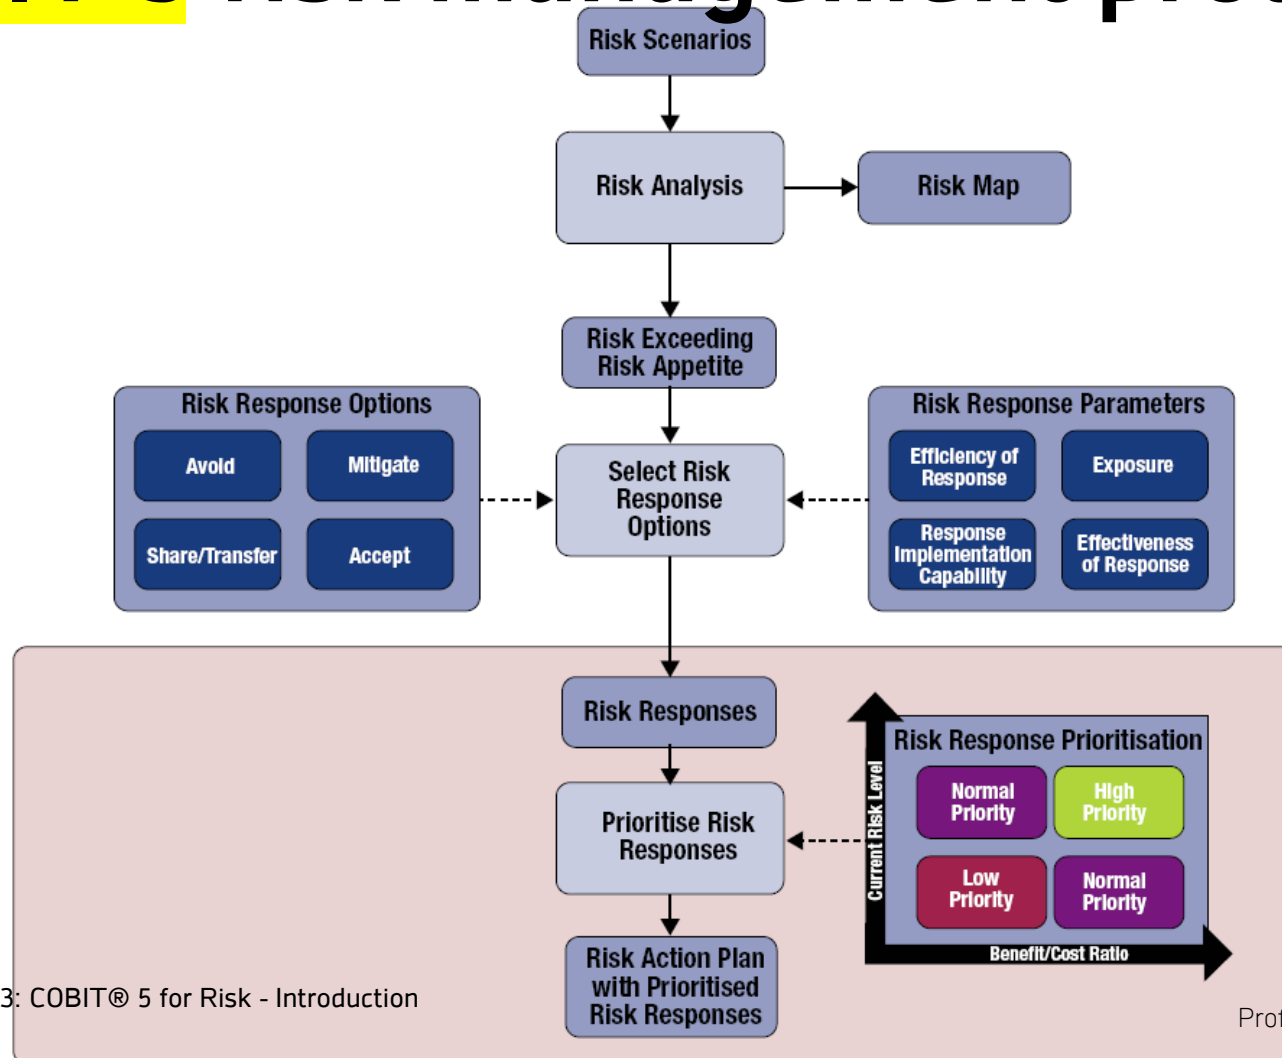 risk management
Risk Scenarios
Risk Analysis
Risk Map
Risk Exceeding
Risk Appetite
Risk Response Options
Avoid
Mitigate
Share/Transfer
Accept
Select Risk
Response
Options
Risk Response Parameters
Efficiency of
Response
Exposure
Response
Implementation
Capability
Effectiveness
of Response
Risk Responses
Prioritise Risk
Responses
Risk Response Prioritisation
Current Risk Level
Normal
Priority
High
Priority
Low
Priority
Normal
Priority
Benefit/Cost Ratio
Risk Action Plan
with Prioritised
Risk Responses
3: COBIT® 5 for Risk - Introduction
Prof